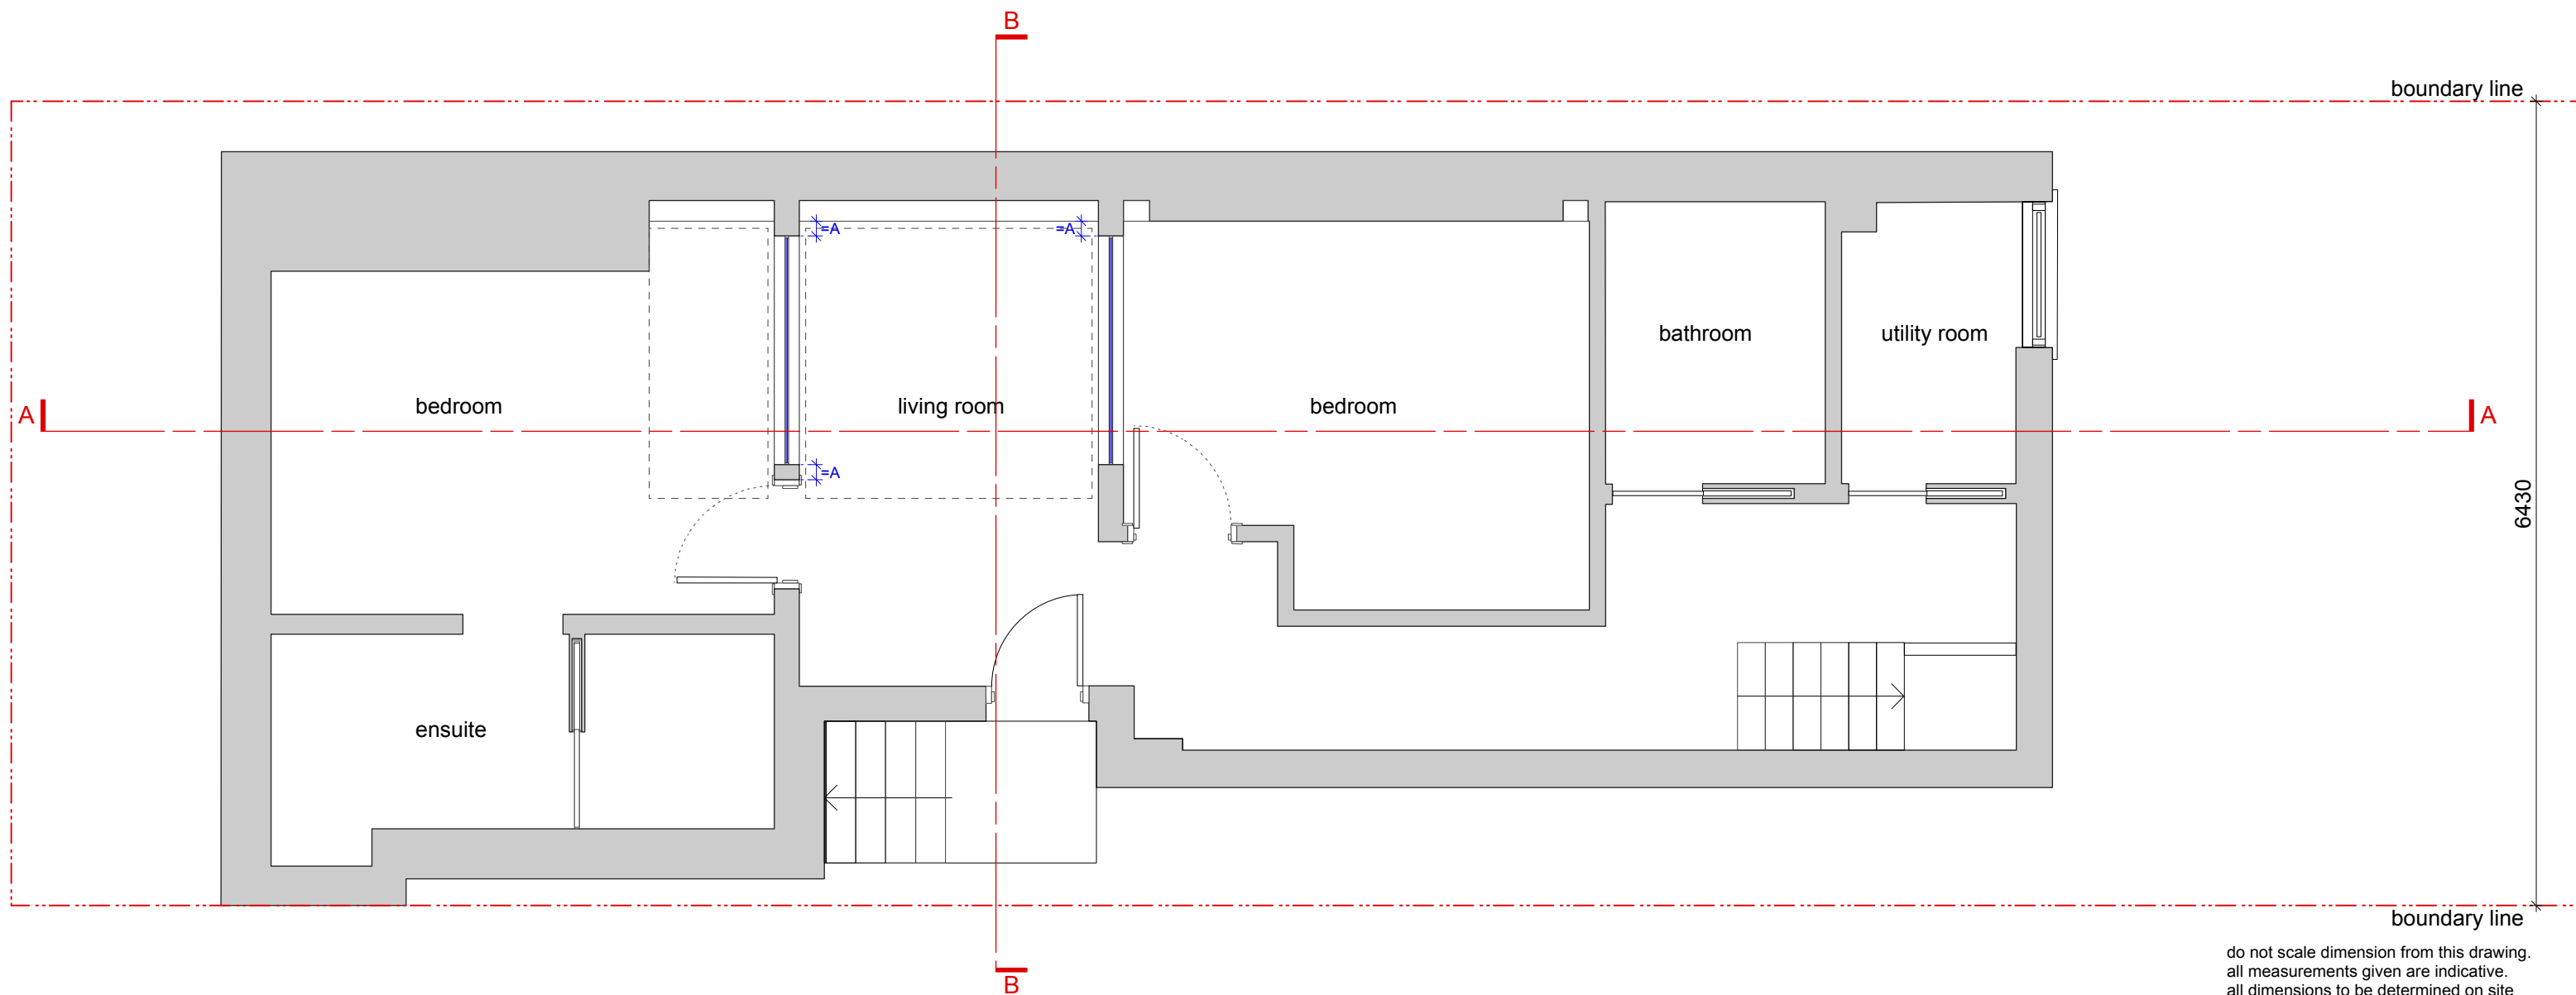 B
boundary line
=A
=A
bathroom
utility room
bedroom
living room
bedroom
A
A
=A
6430
ensuite
boundary line
do not scale dimension from this drawing.
all measurements given are indicative.
all dimensions to be determined on site
B